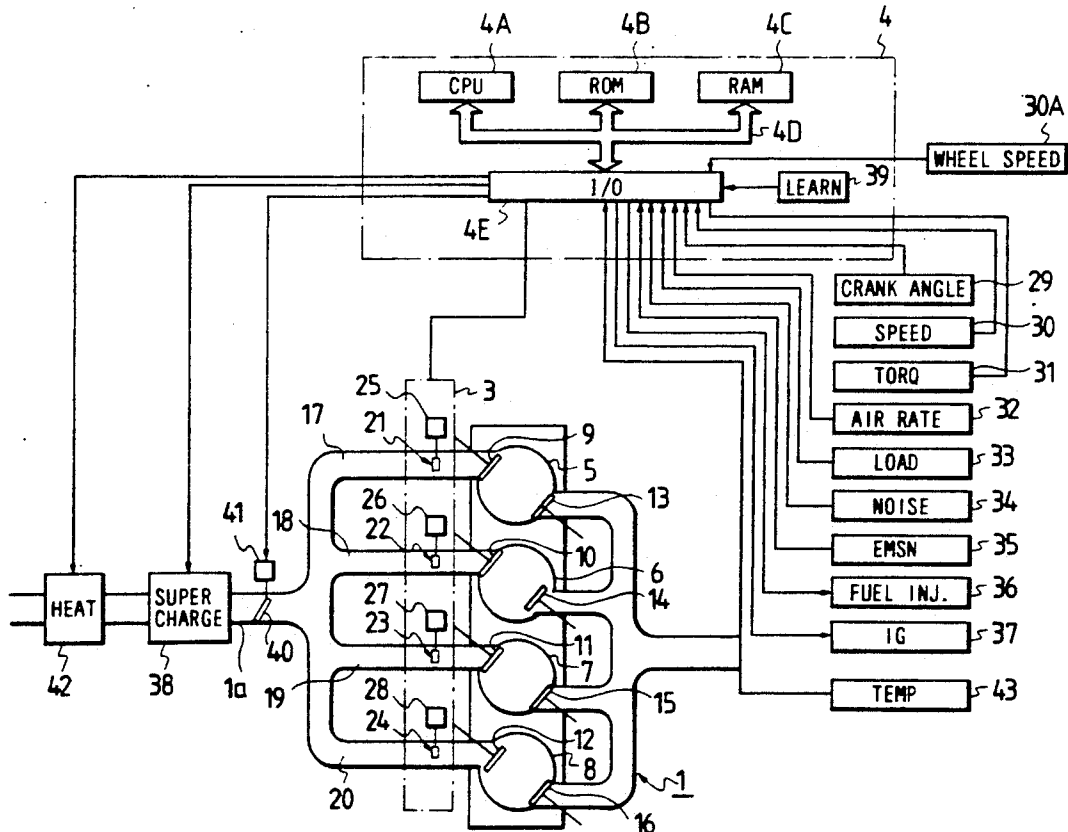 4A
4B
4C
4
CPU
ROM
RAM
4D
30A
WHEEL SPEED
I/O
LEARN
39
4E
CRANK ANGLE
29
SPEED
30
TORQ
31
AIR RATE
32
LOAD
33
NOISE
34
EMSN
35
FUEL INJ.
36
IG
37
TEMP
43
3
25
17
21
9
5
13
26
18
22
10
6
14
41
27
23
11
7
HEAT
SUPER CHARGE
40
42
38
1a
19
28
24
15
12
8
20
16
1